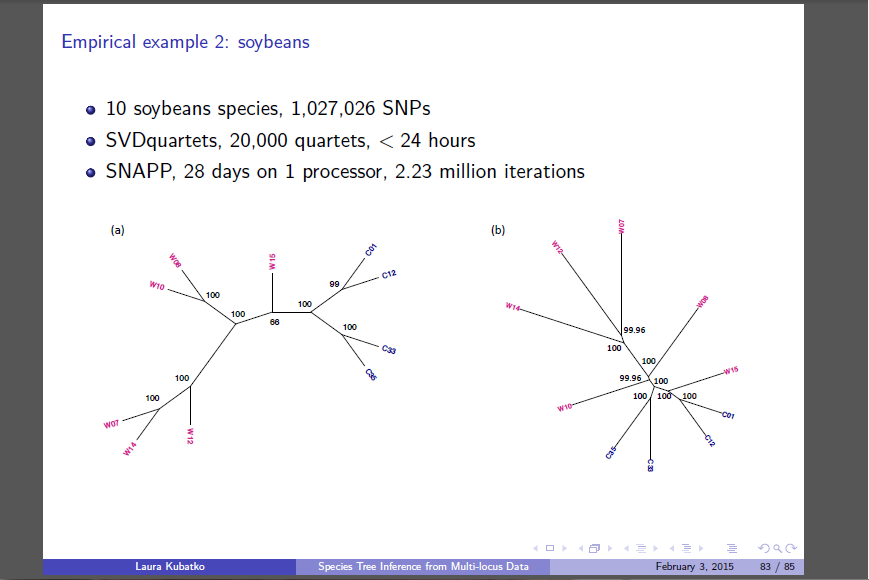 Empirical example 2: soybeans
10 soybeans species, 1,027,026 SNPs
SVDquartets, 20,000 quartets, < 24 hours
SNAPP, 28 days on 1 processor, 2.23 million iterations
(a)
W08
W10
100
100
W15
66
100
99
C01
C12
100
C33
C35
100
100
W07
W14
W12
(b)
W12
W07
W14
99.96
100
W08
100
99.96
100
W15
W10
100
100
100
C01
C12
C35
C33
Laura Kubatko
Species Tree Inference from Multi-locus Data
February 3, 2015
83 / 85